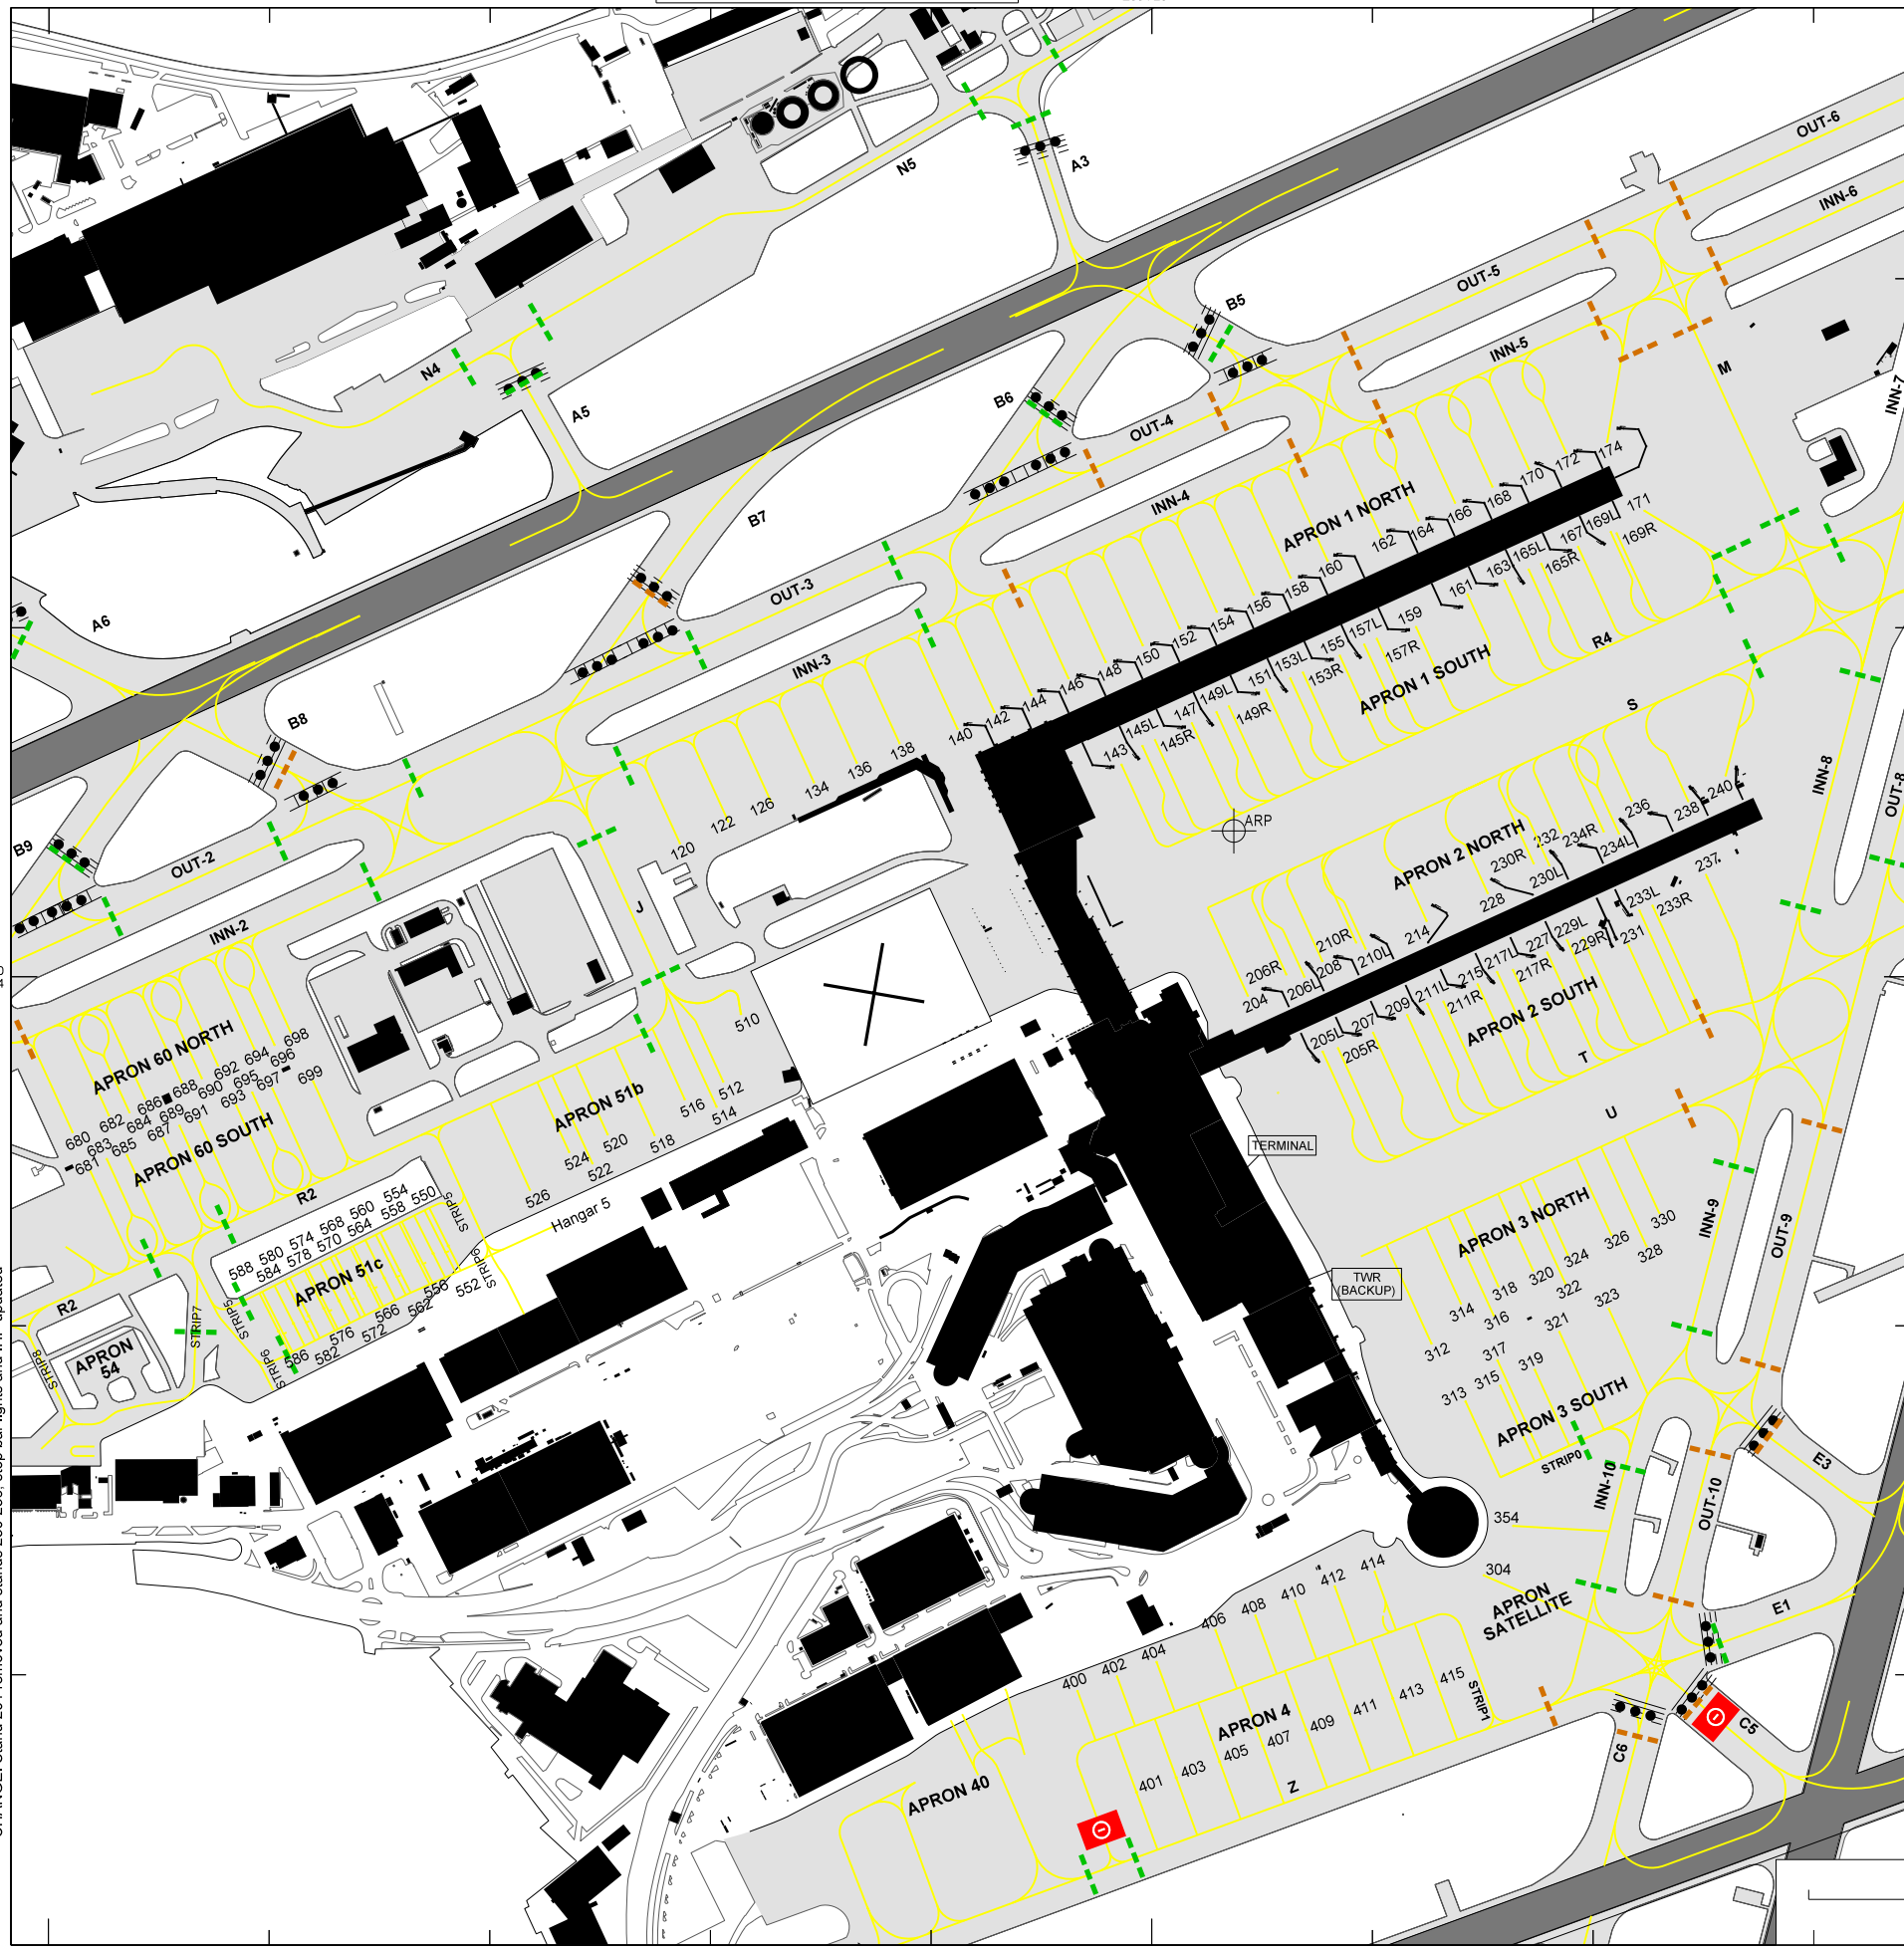 OUT-6
INN-6
N5
A3
B5
OUT-5
INN-5
M
INN-7
N4
A5
B6
OUT-4
INN-4
B7
OUT-3
INN-3
APRON 1 NORTH
140
142
144
146
148
150
152
154
156
158
160
162
164
166
168
170
172
174
171
169L
169R
167
165L
165R
163
161
159
157L
157R
155
153L
153R
151
149L
149R
147
145L
145R
143
APRON 1 SOUTH
R4
S
A6
B8
B9
OUT-2
INN-2
138
136
134
126
122
120
J
ARP
INN-8
OUT-8
APRON 2 NORTH
204
206L
206R
208
210L
210R
214
228
230L
230R
232
234R
234L
236
238
240
237
233L
233R
231
229L
229R
227
217L
217R
215
211L
211R
209
207
205L
205R
APRON 2 SOUTH
T
U
APRON 60 NORTH
698
696
694
692
699
697
695
693
690
688
691
689
686
687
684
682
685
683
680
681
APRON 60 SOUTH
R2
510
512
514
516
518
520
522
524
526
APRON 51b
Hangar 5
TERMINAL
TWR
(BACKUP)
588 580 574 568 560 554
584 578 570 564 558 550
APRON 51c
586
582
576
572
566
562
556
552
STRIP5
STRIP6
STRIP5
STRIP6
STRIP7
STRIP8
R2
APRON
54
APRON 3 NORTH
INN-9
OUT-9
312
314
316
318
320
322
324
326
328
330
313
315
317
319
321
323
APRON 3 SOUTH
STRIP0
INN-10
OUT-10
E3
354
304
APRON
SATELLITE
E1
C5
C6
400
402
404
406
408
410
412
414
APRON 4
401
403
405
407
409
411
413
415
STRIP1
Z
APRON 40